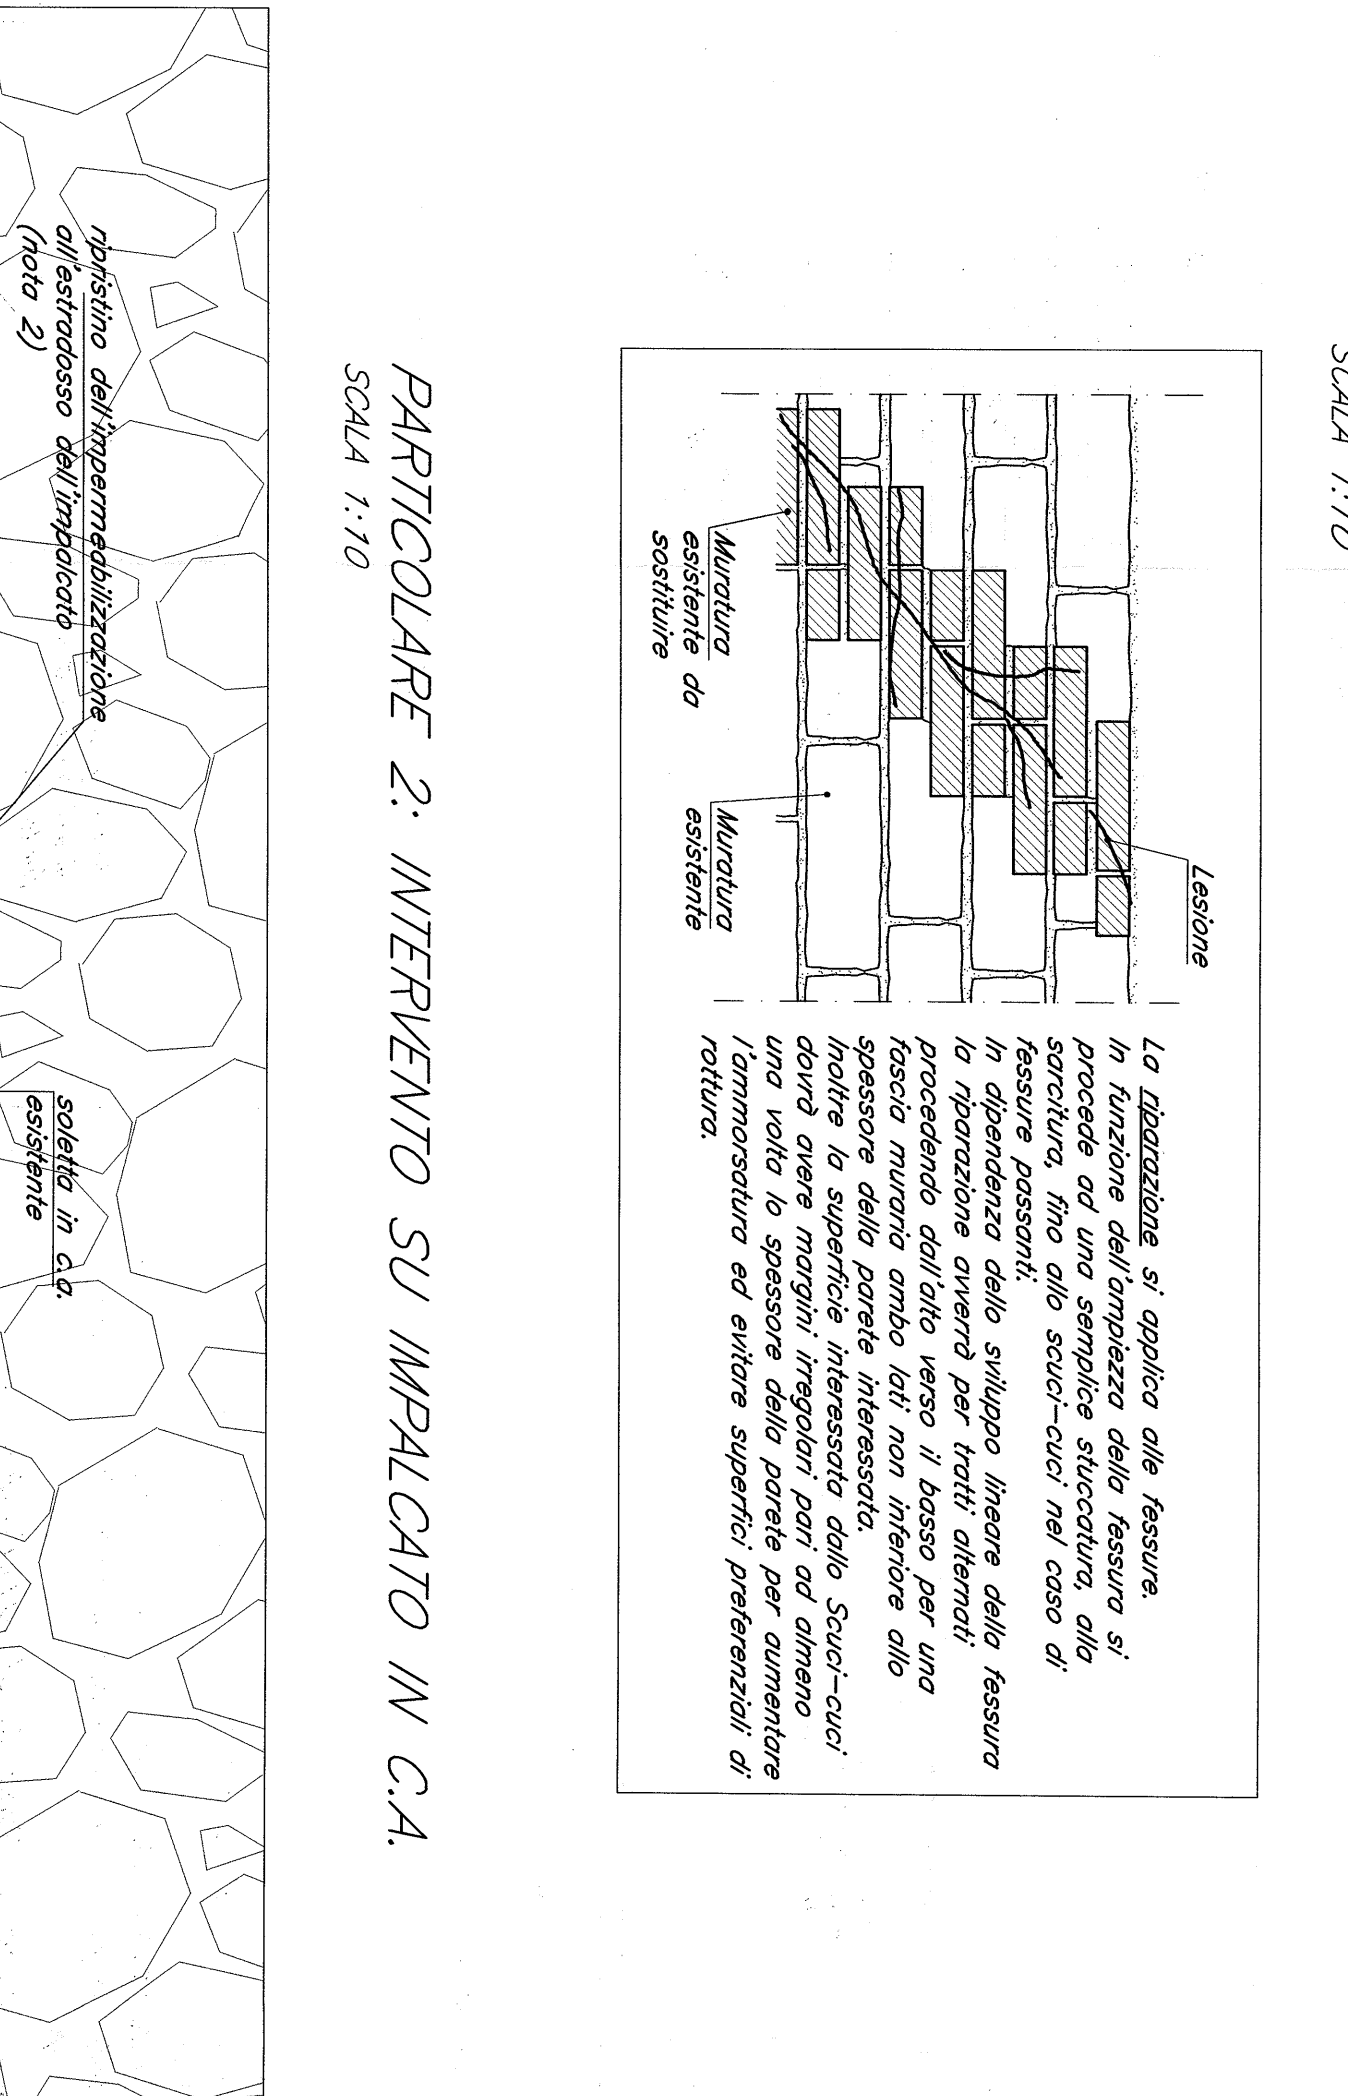 SCALA 1:10
Lesione
Muratura
esistente da
sostituire
Muratura
esistente
La riparazione si applica alle fessure.
In funzione dell'ampiezza della fessura si
procede ad una semplice stuccatura, alla
sarcitura, fino allo scuci-cuci nel caso di
fessure passanti.
In dipendenza dello sviluppo lineare della fessura
la riparazione avverrà per tratti alternati
procedendo dall'alto verso il basso per una
fascia muraria ambo lati non inferiore allo
spessore della parete interessata.
Inoltre la superficie interessata dallo Scuci-cuci
dovrà avere margini irregolari pari ad almeno
una volta lo spessore della parete per aumentare
l'ammorsatura ed evitare superfici preferenziali di
rottura.
PARTICOLARE 2: INTERVENTO SU IMPALCATO IN C.A.
SCALA 1:10
ripristino dell'impermeabilizzazione
all'estradosso dell'impalcato
(nota 2)
soletta in c.a.
esistente